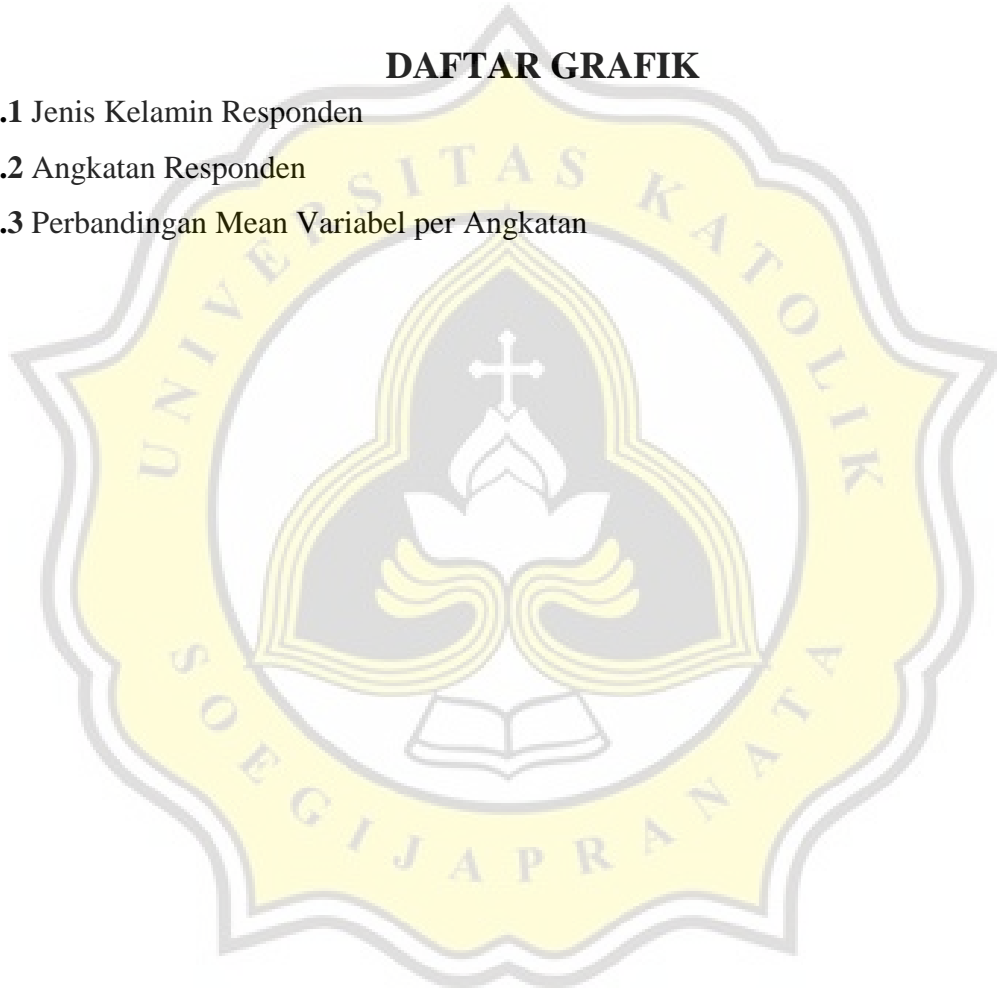 DAFTAR GRAFIK
.1 Jenis Kelamin Responden
.2 Angkatan Responden
.3 Perbandingan Mean Variabel per Angkatan
UNIVERSITAS KATOLIK
SOEGIJAPRANATA